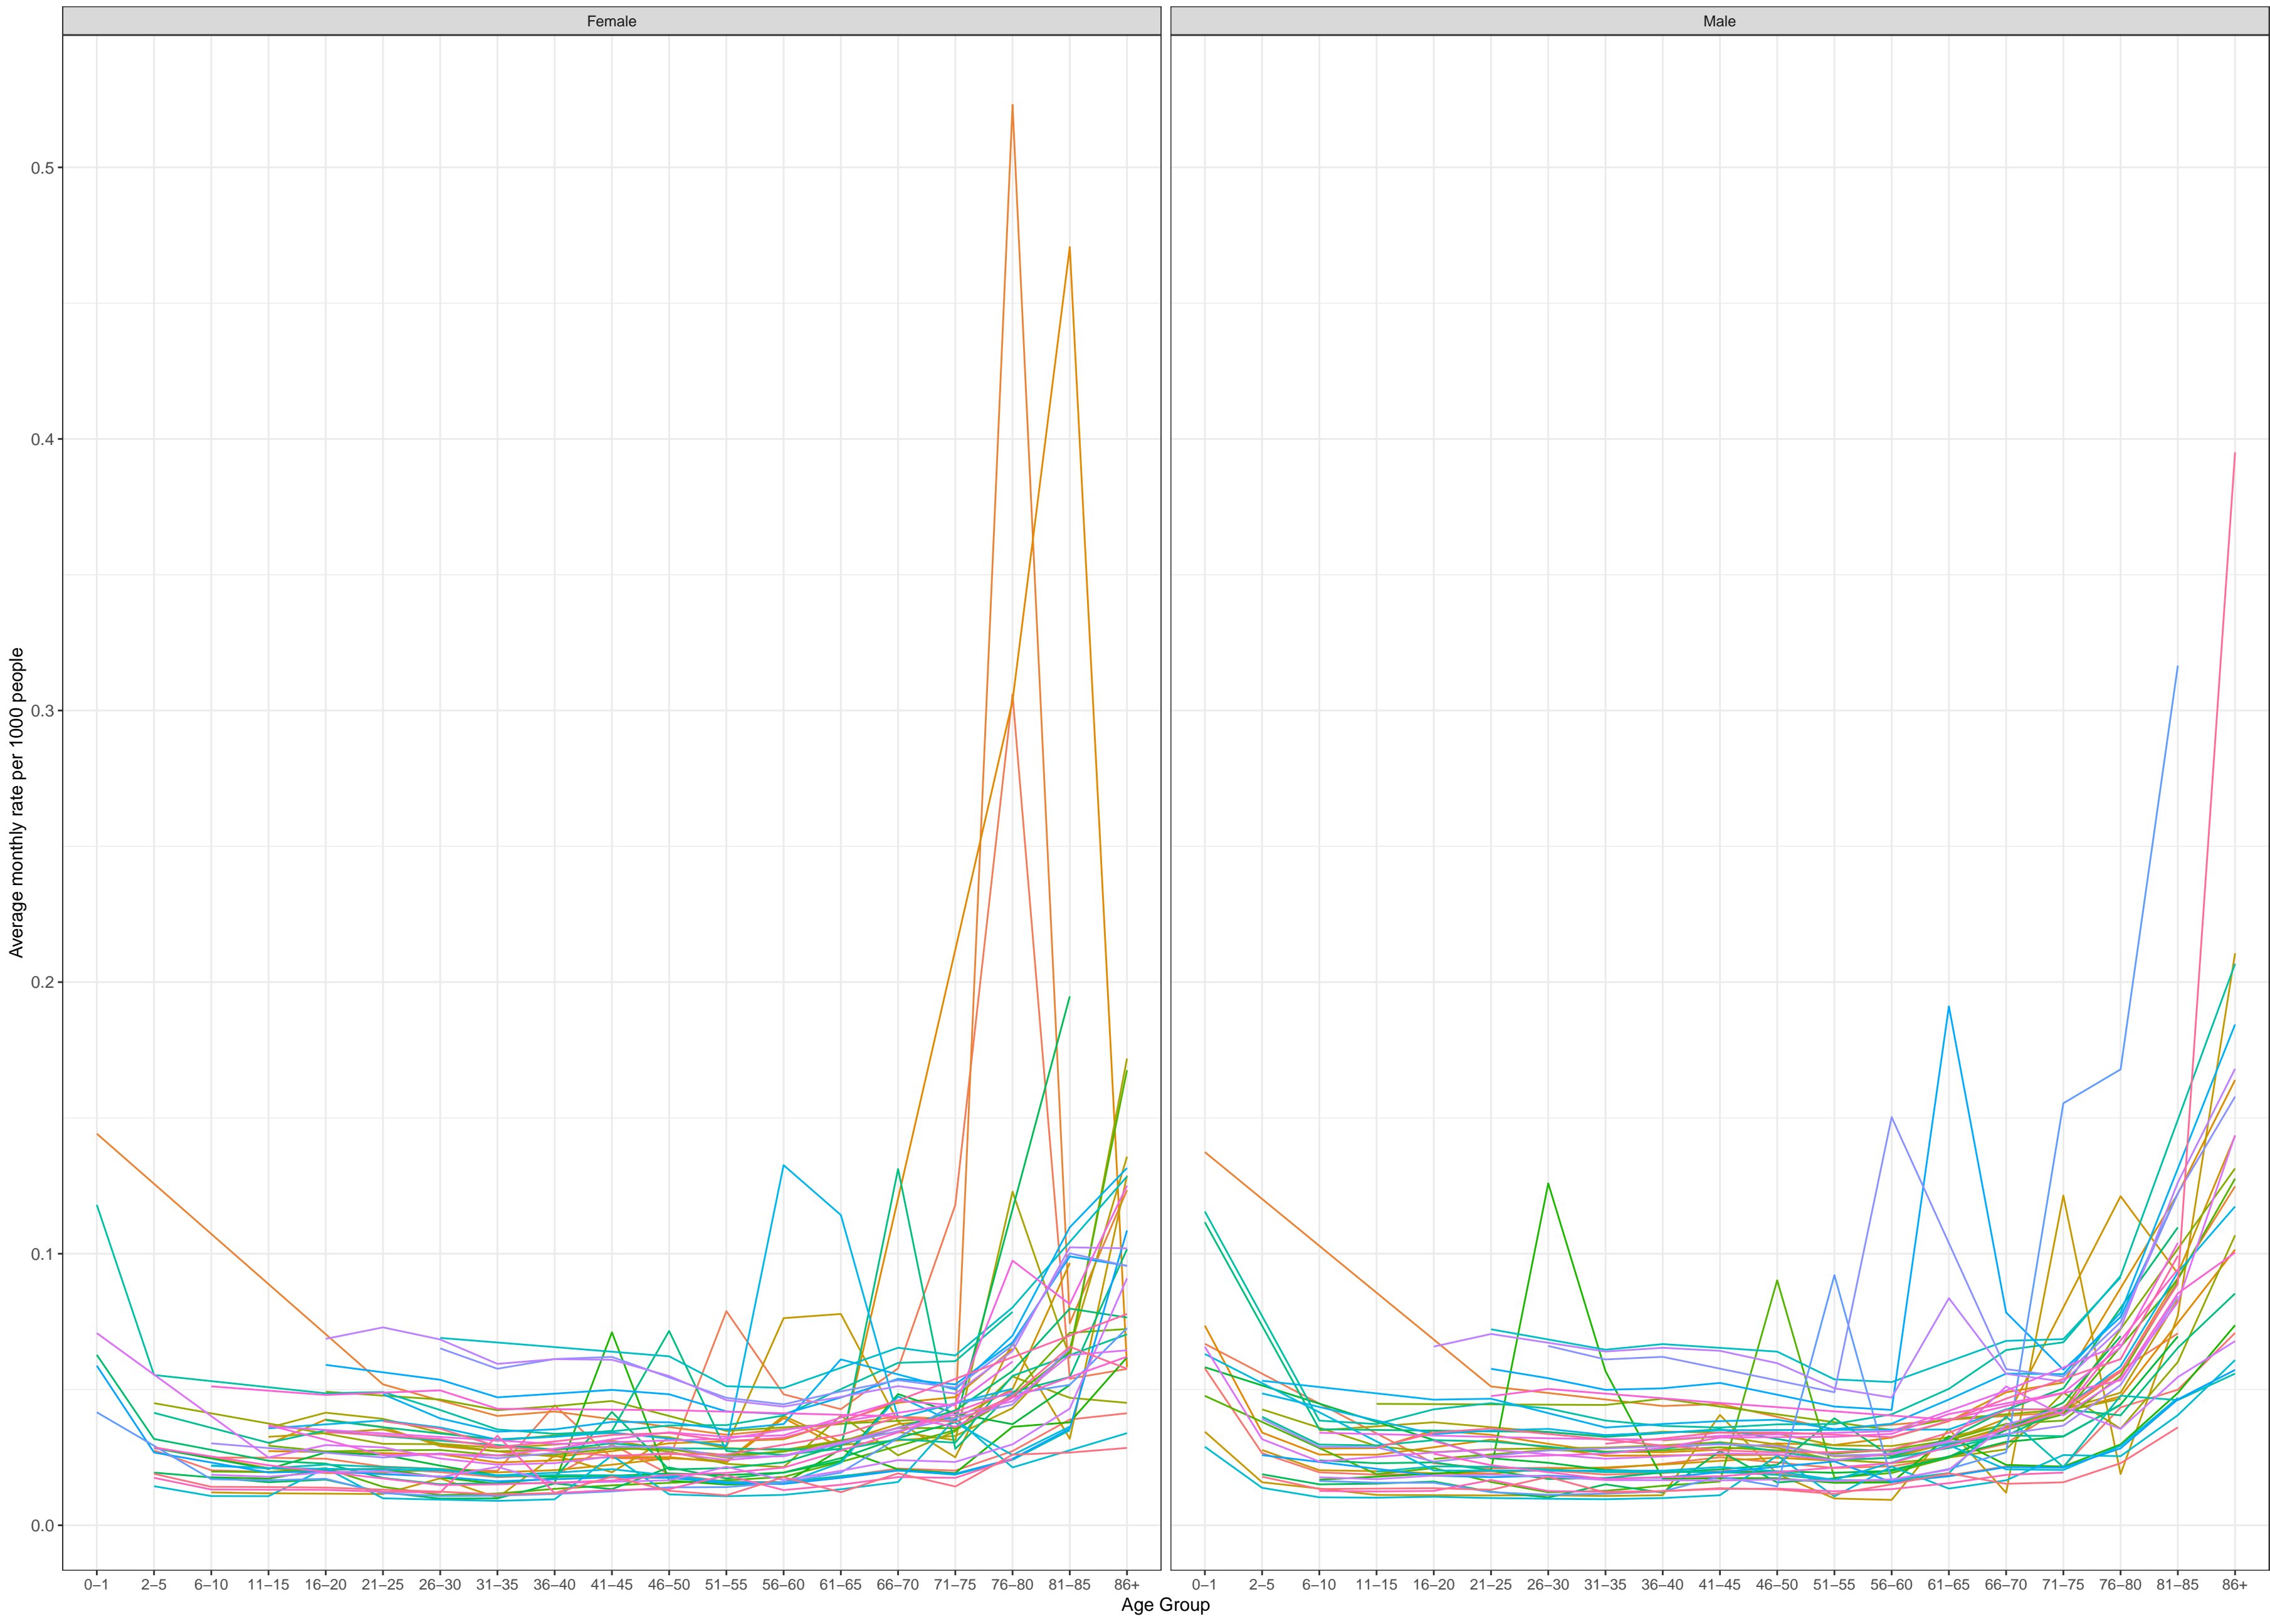 Female
Male
Average monthly rate per 1000 people
0.5
0.4
0.3
0.2
0.1
0.0
0–1 2–5 6–10 11–15 16–20 21–25 26–30 31–35 36–40 41–45 46–50 51–55 56–60 61–65 66–70 71–75 76–80 81–85 86+
0–1 2–5 6–10 11–15 16–20 21–25 26–30 31–35 36–40 41–45 46–50 51–55 56–60 61–65 66–70 71–75 76–80 81–85 86+
Age Group